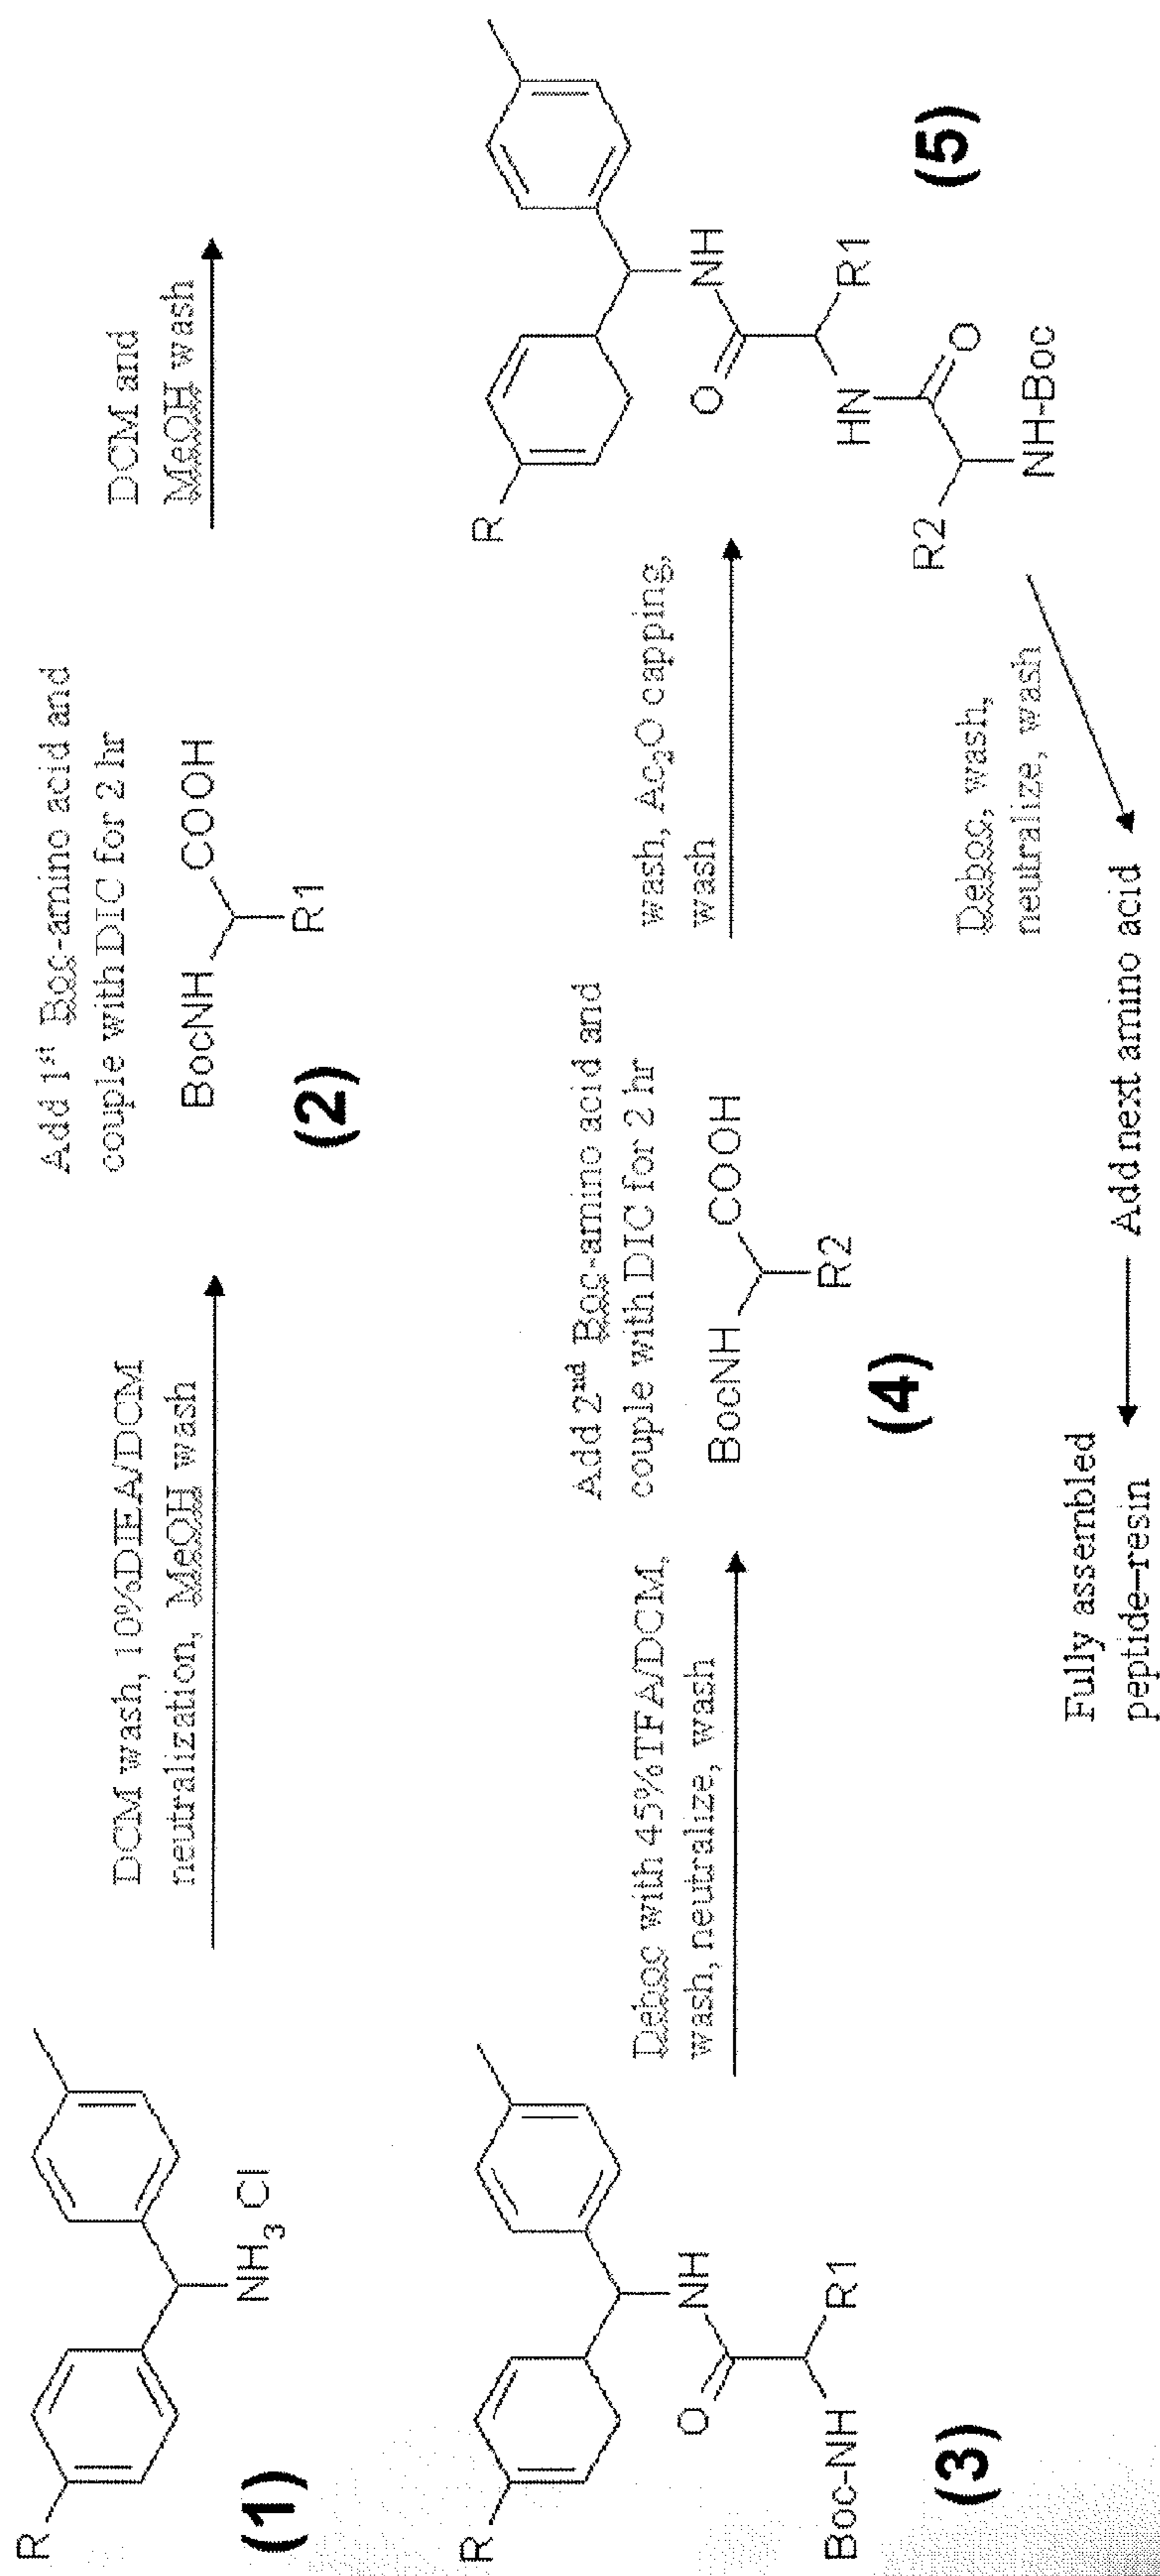 R
NH3 Cl
(1)
DCM wash, 10%DIEA/DCM
neutralization, MeOH wash
Add 1st Boc-amino acid and
couple with DIC for 2 hr
BocNH
COOH
R1
(2)
DCM and
MeOH wash
R
NH
O
Boc-NH
R1
(3)
Deboc with 45%TFA/DCM,
wash, neutralize, wash
Add 2nd Boc-amino acid and
couple with DIC for 2 hr
BocNH
COOH
R2
(4)
wash, Ac2O capping,
wash
R
NH
O
R1
HN
O
R2
NH-Boc
(5)
Deboc, wash,
neutralize, wash
Add next amino acid
Fully assembled
peptide-resin